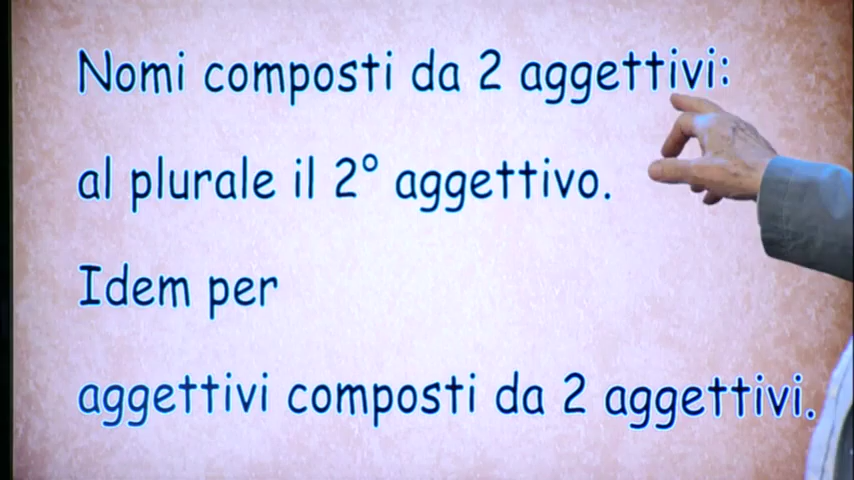 Nomi composti da 2 aggettivi:
al plurale il 2° aggettivo.
Idem per
aggettivi composti da 2 aggettivi.